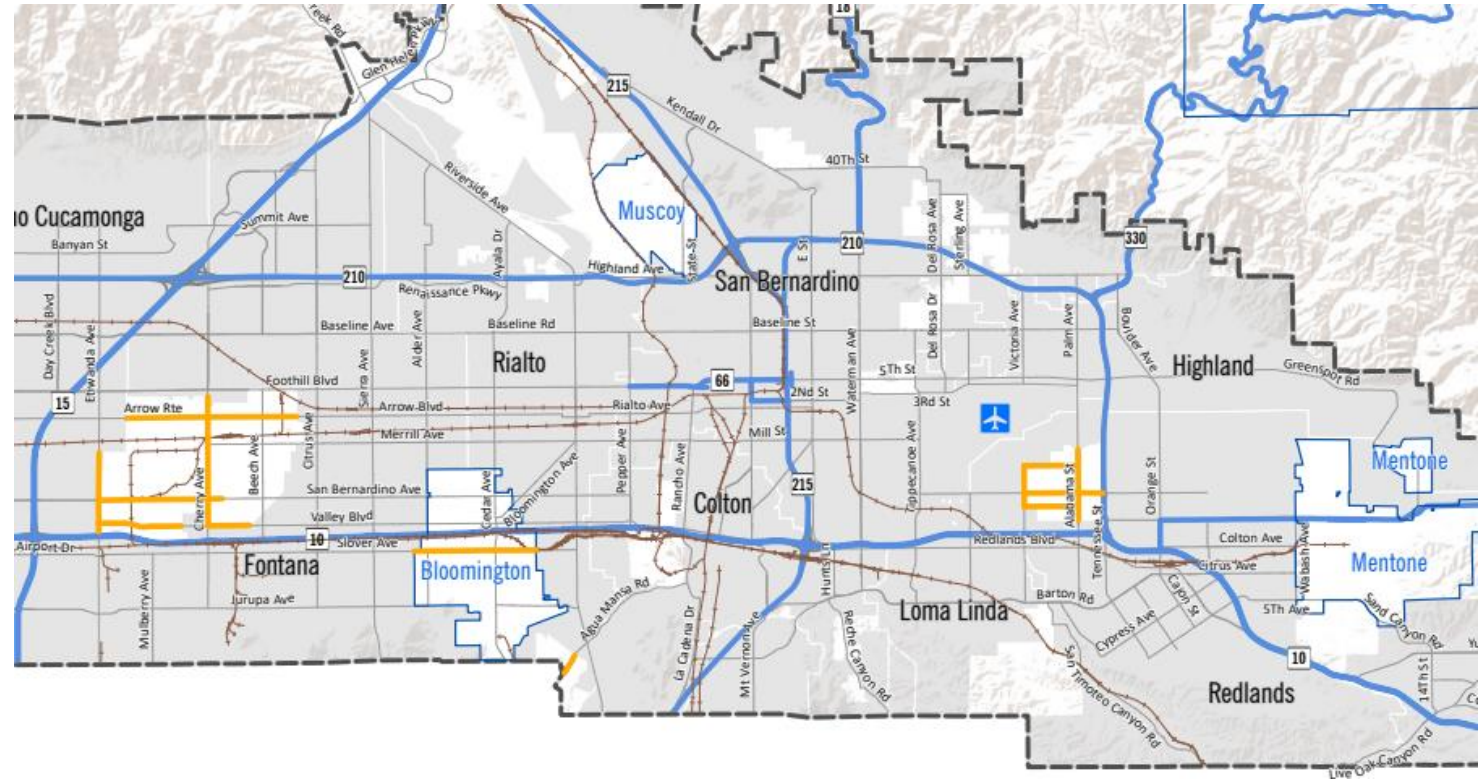 Creek Rd
Glen Helen Pkwy
18
215
Kendall Dr
40Th St
Riverside Ave
Muscoy
Del Rosa Ave
Sterling Ave
o Cucamonga
Summit Ave
Banyan St
Ayala Dr
State St
E St
210
330
Highland Ave
210
Renaissance Pkwy
San Bernardino
Day Creek Blvd
Etiwanda Ave
Baseline Ave
Alder Ave
Baseline Rd
Baseline St
Waterman Ave
Del Rosa Dr
Victoria Ave
Palm Ave
Boulder Ave
Sierra Ave
Rialto
Highland
Greenspot Rd
5Th St
Foothill Blvd
66
2Nd St
3Rd St
15
Arrow Rte
Arrow Blvd
Rialto Ave
Merrill Ave
Mill St
Citrus Ave
Beech Ave
Cherry Ave
Pepper Ave
Rancho Ave
Tappecanoe Ave
Alabama St
Orange St
Mentone
San Bernardino Ave
Cedar Ave
Bloomington Ave
Colton
215
Valley Blvd
Tennessee St
10
Slover Ave
Airport Dr
Redlands Blvd
Colton Ave
Wabash Ave
Fontana
Bloomington
Hunts Ln
Citrus Ave
Mentone
Mulberry Ave
Jurupa Ave
Agua Mansa Rd
La Cadena Dr
Mt Vernon Ave
Reche Canyon Rd
Loma Linda
Barton Rd
Cajon St
Cypress Ave
5Th Ave
Sand Canyon Rd
San Timoteo Canyon Rd
10
Redlands
14Th St
Live Oak Canyon Rd